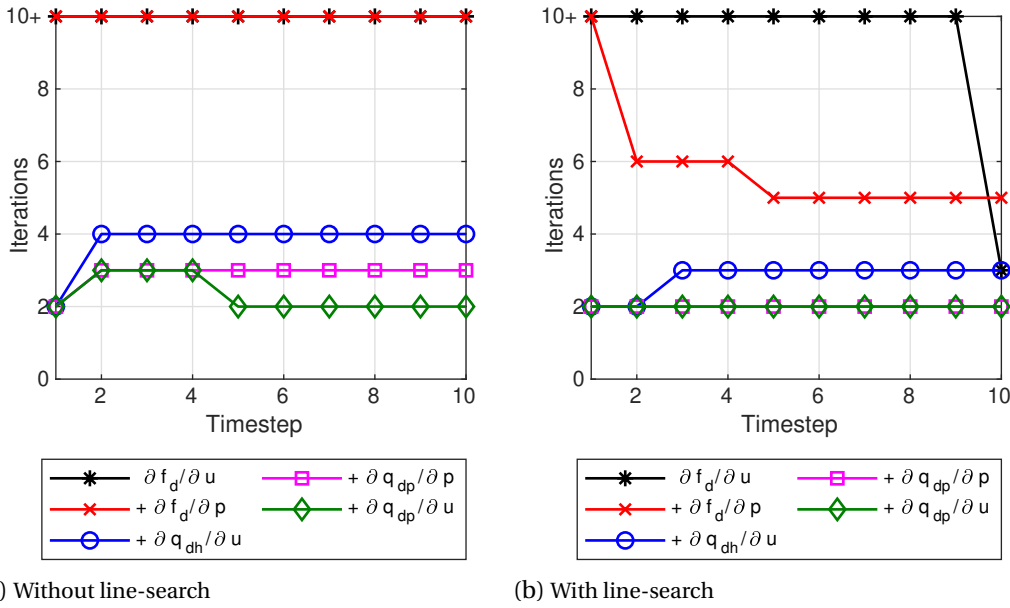 10+
8
6
4
2
0
Iterations
2 4 6 8 10
Timestep
∂ f_d/∂ u
+ ∂ f_d/∂ p
+ ∂ q_dh/∂ u
+ ∂ q_dp/∂ p
+ ∂ q_dp/∂ u
) Without line-search
10+
8
6
4
2
0
Iterations
2 4 6 8 10
Timestep
∂ f_d/∂ u
+ ∂ f_d/∂ p
+ ∂ q_dh/∂ u
+ ∂ q_dp/∂ p
+ ∂ q_dp/∂ u
(b) With line-search